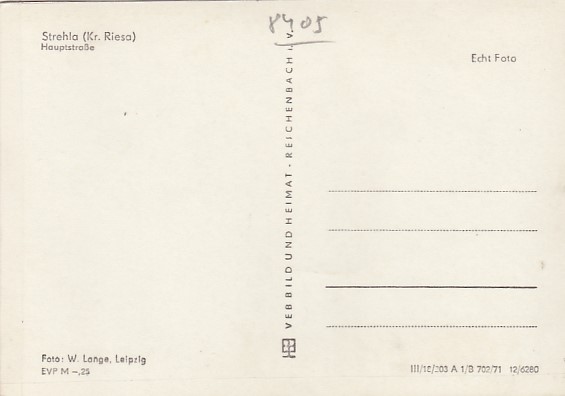 Strehla (Kr. Riesa)
Hauptstraße
8405
Echt Foto
VEB BILD UND HEIMAT - REICHENBACH i. V.
Foto: W. Lange, Leipzig
EVP M –,25
III/18/203 A 1/B 702/71 12/6280